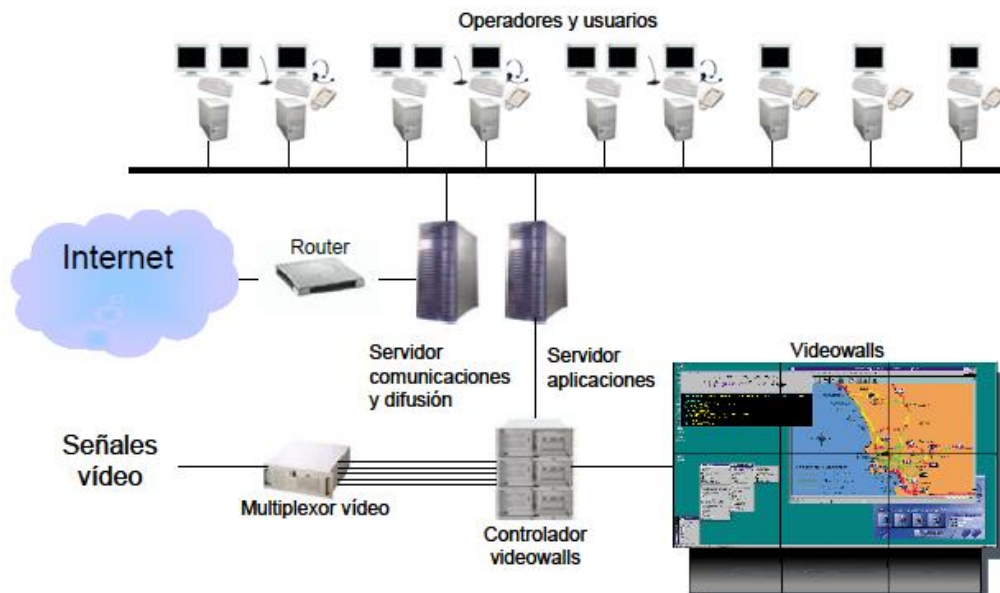 Operadores y usuarios
Internet
Router
Servidor
comunicaciones
y difusión
Servidor
aplicaciones
Videowalls
Señales
vídeo
Multiplexor vídeo
Controlador
videowalls